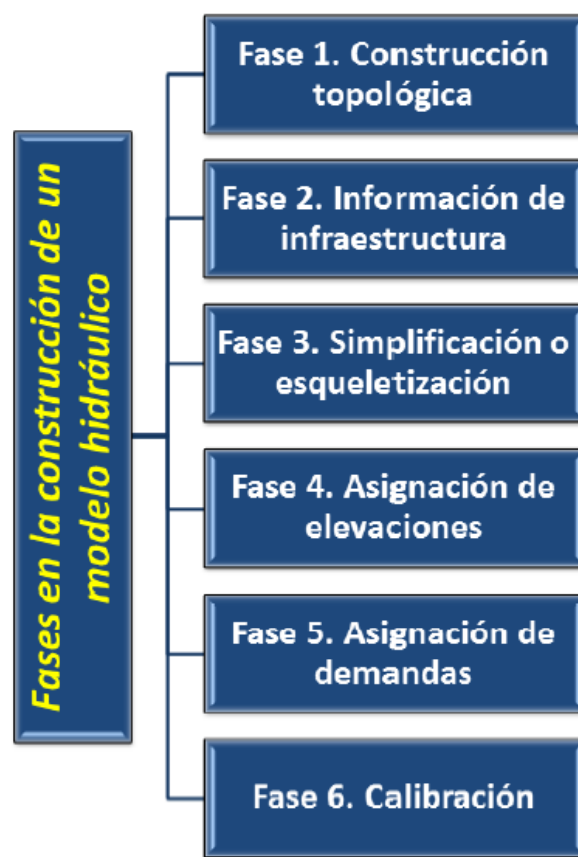 Fases en la construcción de un
modelo hidráulico
Fase 1. Construcción
topológica
Fase 2. Información de
infraestructura
Fase 3. Simplificación o
esqueletización
Fase 4. Asignación de
elevaciones
Fase 5. Asignación de
demandas
Fase 6. Calibración